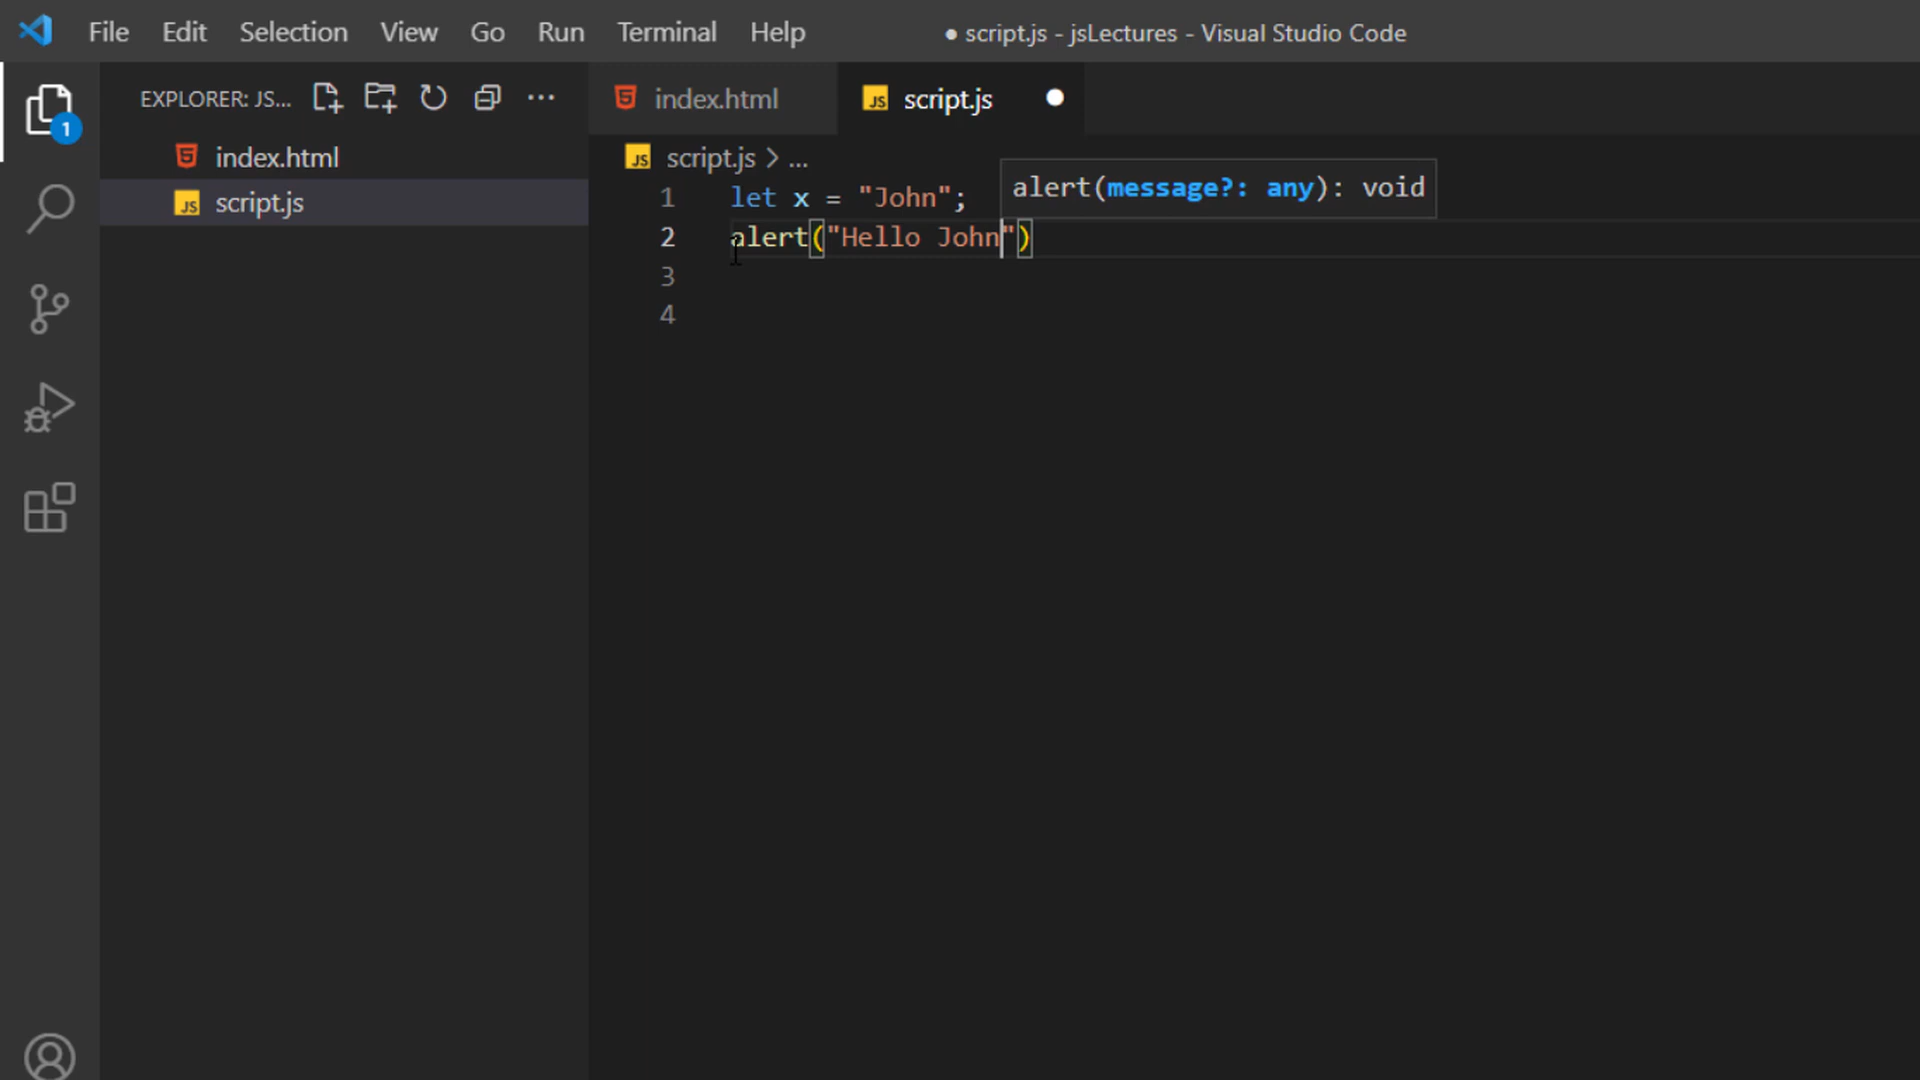 File Edit Selection View Go Run Terminal Help ● script.js - jsLectures - Visual Studio Code
EXPLORER: JS... index.html script.js
1
index.html
script.js
script.js > ...
alert(message?: any): void
1 let x = "John";
2 alert("Hello John")
3
4